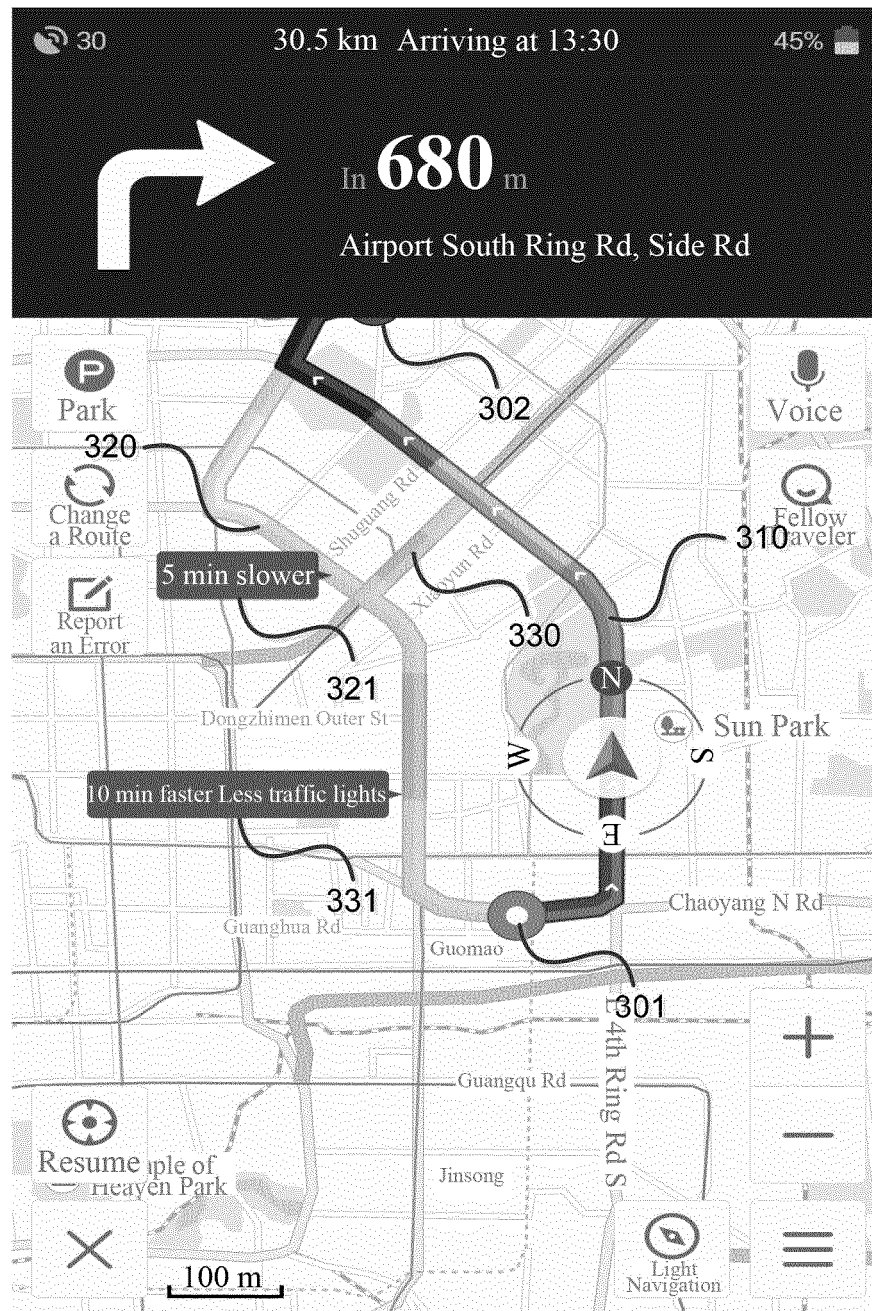 30
30.5 km Arriving at 13:30
45%
In 680 m
Airport South Ring Rd, Side Rd
Park
302
Voice
320
Change
a Route
Shuguang Rd
Fellow
Traveler
310
Xiaoyun Rd
5 min slower
Report
an Error
330
321
N
Dongzhimen Outer St
Sun Park
W
S
10 min faster Less traffic lights
E
331
Guanghua Rd
Chaoyang N Rd
Guomao
301
E 4th Ring Rd S
Guangqu Rd
Resume
mple of
Heaven Park
Jinsong
100 m
Light
Navigation